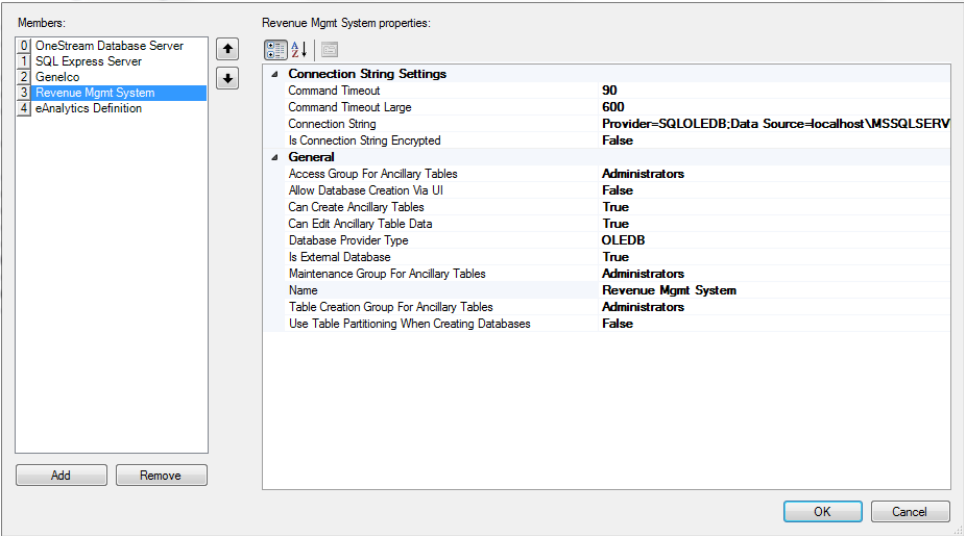 Members:
0 OneStream Database Server
1 SQL Express Server
2 Genelco
3 Revenue Mgmt System
4 eAnalytics Definition
Add Remove
Revenue Mgmt System properties:
Connection String Settings
Command Timeout 90
Command Timeout Large 600
Connection String Provider=SQLOLEDB;Data Source=localhost\MSSQLSERV
Is Connection String Encrypted False
General
Access Group For Ancillary Tables Administrators
Allow Database Creation Via UI False
Can Create Ancillary Tables True
Can Edit Ancillary Table Data True
Database Provider Type OLEDB
Is External Database True
Maintenance Group For Ancillary Tables Administrators
Name Revenue Mgmt System
Table Creation Group For Ancillary Tables Administrators
Use Table Partitioning When Creating Databases False
OK Cancel